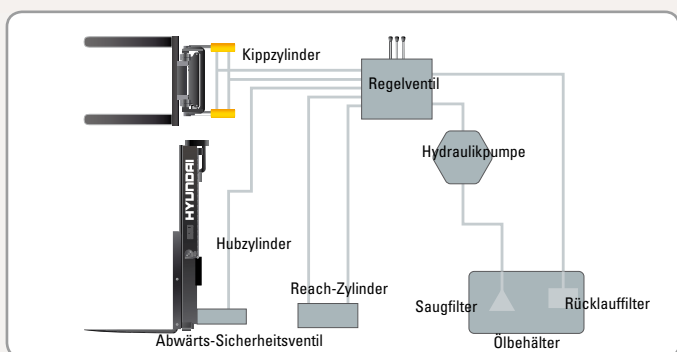 Kippzylinder
Regelventil
Hydraulikpumpe
HYUNDAI
Hubzylinder
Reach-Zylinder
Saugfilter
Rücklauffilter
Abwärts-Sicherheitsventil
Ölbehälter